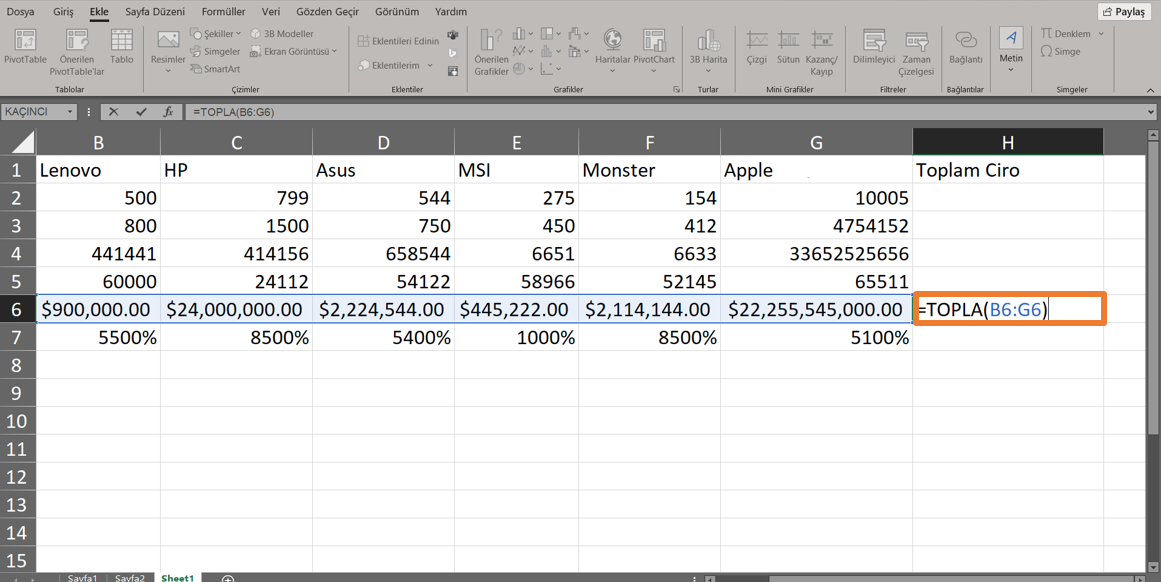 Dosya Giriş Ekle Sayfa Düzeni Formüller Veri Gözden Geçir Görünüm Yardım Paylaş
PivotTable
Önerilen
PivotTable'lar
Tablo
Tablolar
Resimler
Şekiller
Simgeler
SmartArt
3B Modeller
Ekran Görüntüsü
Çizimler
Eklentileri Edinin
Eklentilerim
Eklentiler
Önerilen
Grafikler
Haritalar
PivotChart
Grafikler
3B Harita
Turlar
Çizgi
Sütun
Kazanç/
Kayıp
Mini Grafikler
Dilimleyici
Zaman
Çizelgesi
Filtreler
Bağlantı
Bağlantılar
Metin
Denklem
Simge
Simgeler
KAÇINCI fx =TOPLA(B6:G6)
B C D E F G H
1 Lenovo HP Asus MSI Monster Apple Toplam Ciro
2 500 799 544 275 154 10005
3 800 1500 750 450 412 4754152
4 441441 414156 658544 6651 6633 33652525656
5 60000 24112 54122 58966 52145 65511
6 $900,000.00 $24,000,000.00 $2,224,544.00 $445,222.00 $2,114,144.00 $22,255,545,000.00 =TOPLA(B6:G6)
7 5500% 8500% 5400% 1000% 8500% 5100%
8
9
10
11
12
13
14
15
Sayfa1 Sayfa2 Sheet1